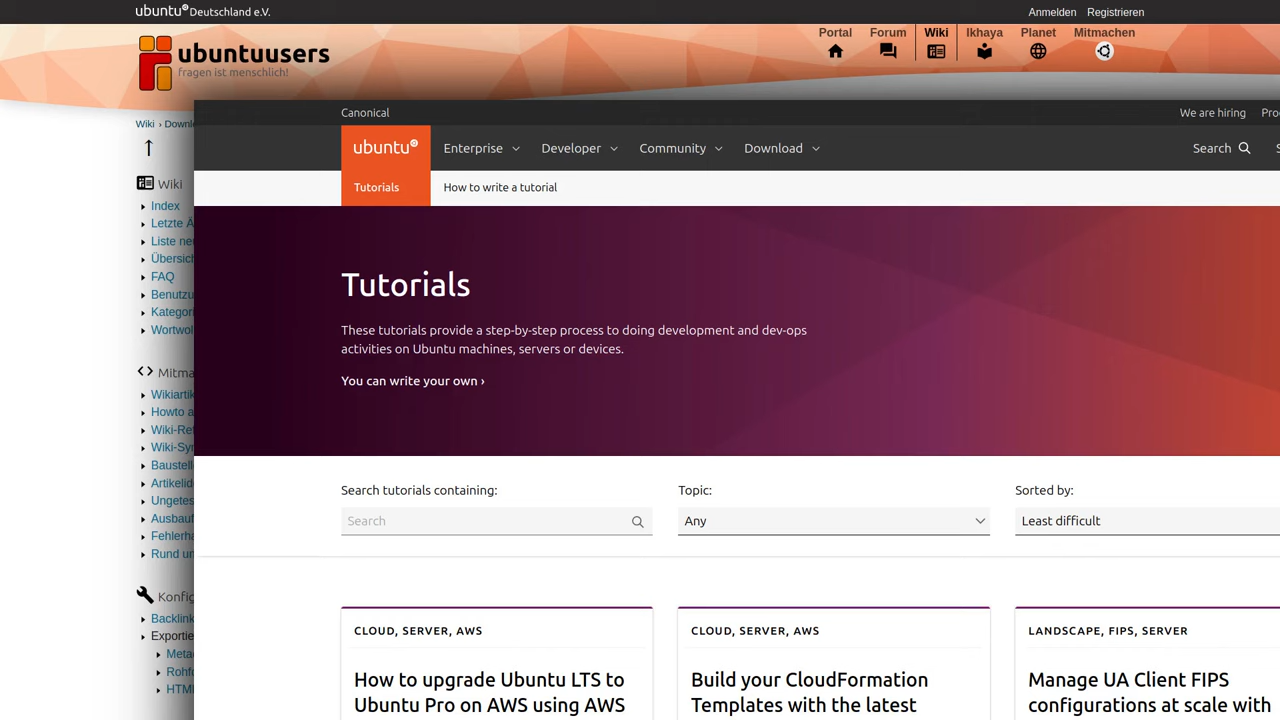 ubuntu Deutschland e.V.
Anmelden Registrieren
ubuntuusers
fragen ist menschlich!
Portal Forum Wiki Ikhaya Planet Mitmachen
Wiki
Canonical
We are hiring
ubuntu
Enterprise Developer Community Download
Search
Tutorials How to write a tutorial
Wiki
Index
FAQ
Tutorials
These tutorials provide a step-by-step process to doing development and dev-ops
activities on Ubuntu machines, servers or devices.
You can write your own ›
Search tutorials containing: Topic: Sorted by:
Search Any Least difficult
CLOUD, SERVER, AWS
How to upgrade Ubuntu LTS to
Ubuntu Pro on AWS using AWS
CLOUD, SERVER, AWS
Build your CloudFormation
Templates with the latest
LANDSCAPE, FIPS, SERVER
Manage UA Client FIPS
configurations at scale with